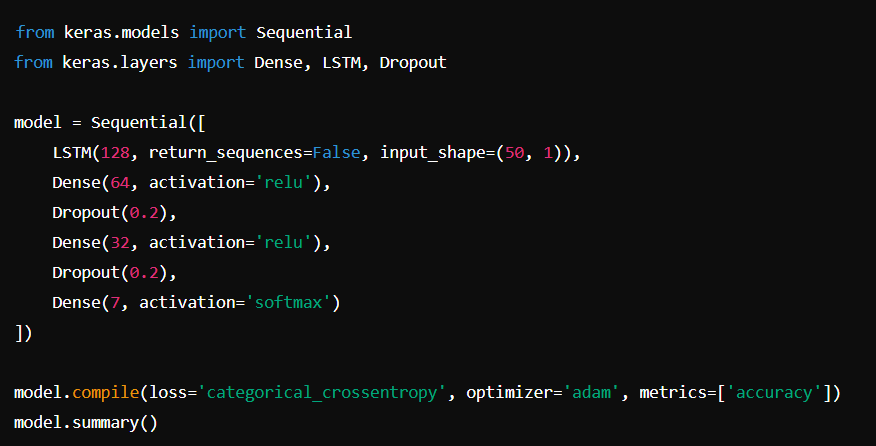 from keras.models import Sequential
from keras.layers import Dense, LSTM, Dropout
model = Sequential([
    LSTM(128, return_sequences=False, input_shape=(50, 1)),
    Dense(64, activation='relu'),
    Dropout(0.2),
    Dense(32, activation='relu'),
    Dropout(0.2),
    Dense(7, activation='softmax')
])
model.compile(loss='categorical_crossentropy', optimizer='adam', metrics=['accuracy'])
model.summary()